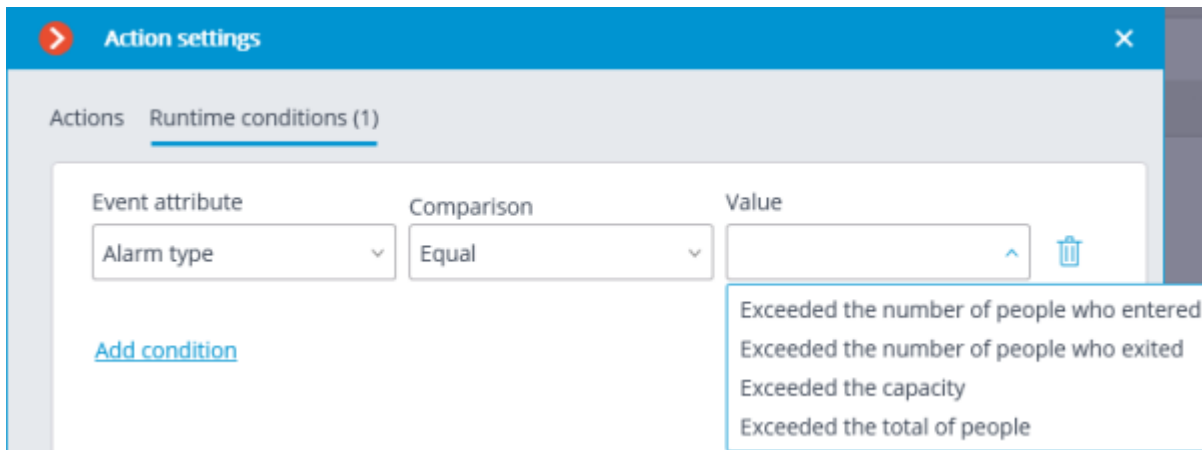 Action settings
Actions Runtime conditions (1)
Event attribute Comparison Value
Alarm type Equal
Exceeded the number of people who entered
Add condition
Exceeded the number of people who exited
Exceeded the capacity
Exceeded the total of people